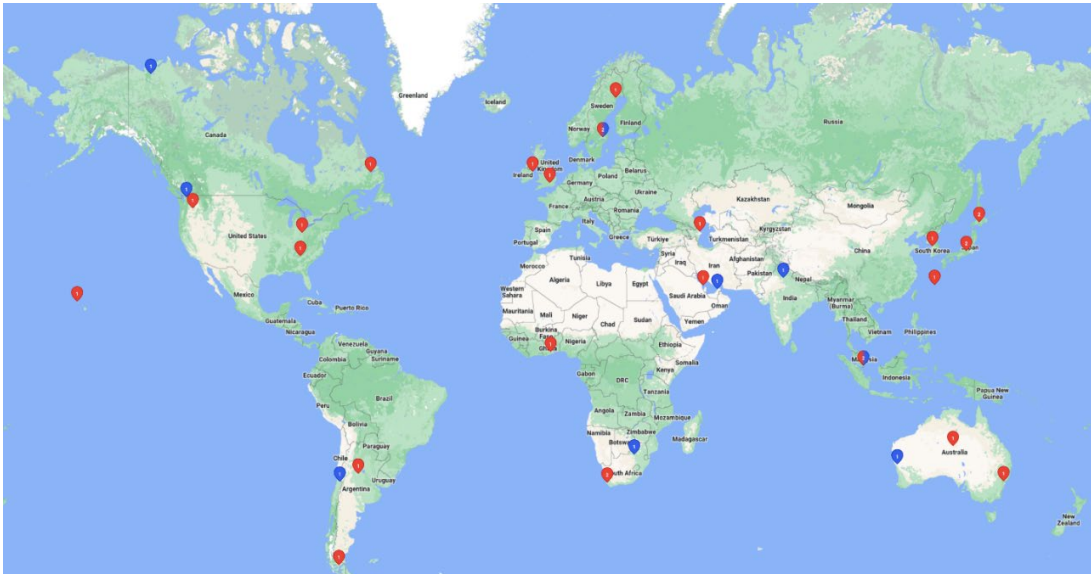 Greenland
Iceland
Sweden
Norway
Finland
Russia
Canada
United
Kingdom
Ireland
Denmark
Belarus
Poland
Germany
Ukraine
Austria
France
Romania
Kazakhstan
Mongolia
Italy
Spain
Portugal
Greece
Türkiye
Turkmenistan
Kyrgyzstan
United States
South Korea
China
Syria
Iraq
Iran
Afghanistan
Pakistan
Nepal
Tunisia
Morocco
Algeria
Libya
Egypt
Western
Sahara
Saudi Arabia
Oman
India
Mexico
Cuba
Puerto Rico
Mauritania
Mali
Niger
Chad
Sudan
Yemen
Myanmar
(Burma)
Thailand
Vietnam
Philippines
Guatemala
Nicaragua
Guinea
Burkina
Faso
Ghana
Nigeria
Ethiopia
Somalia
Venezuela
Guyana
Colombia
Suriname
Ecuador
Gabon
DRC
Kenya
Tanzania
Malaysia
Indonesia
Papua New
Guinea
Peru
Brazil
Bolivia
Angola
Zambia
Mozambique
Namibia
Zimbabwe
Botswana
Madagascar
Paraguay
Chile
Uruguay
Argentina
South Africa
Australia
New
Zealand